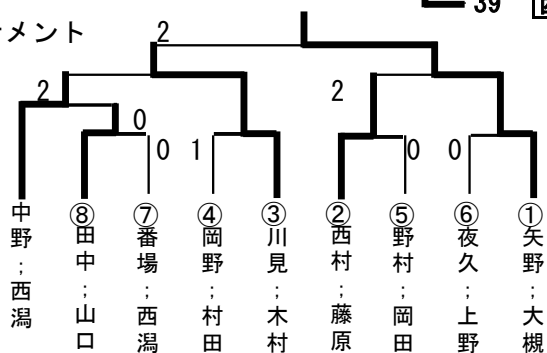 39
メント
2
2
2
0
0
1
0
0
中野;西潟
⑧田中;山口
⑦番場;西潟
④岡野;村田
③川見;木村
②西村;藤原
⑤野村;岡田
⑥夜久;上野
①矢野;大槻